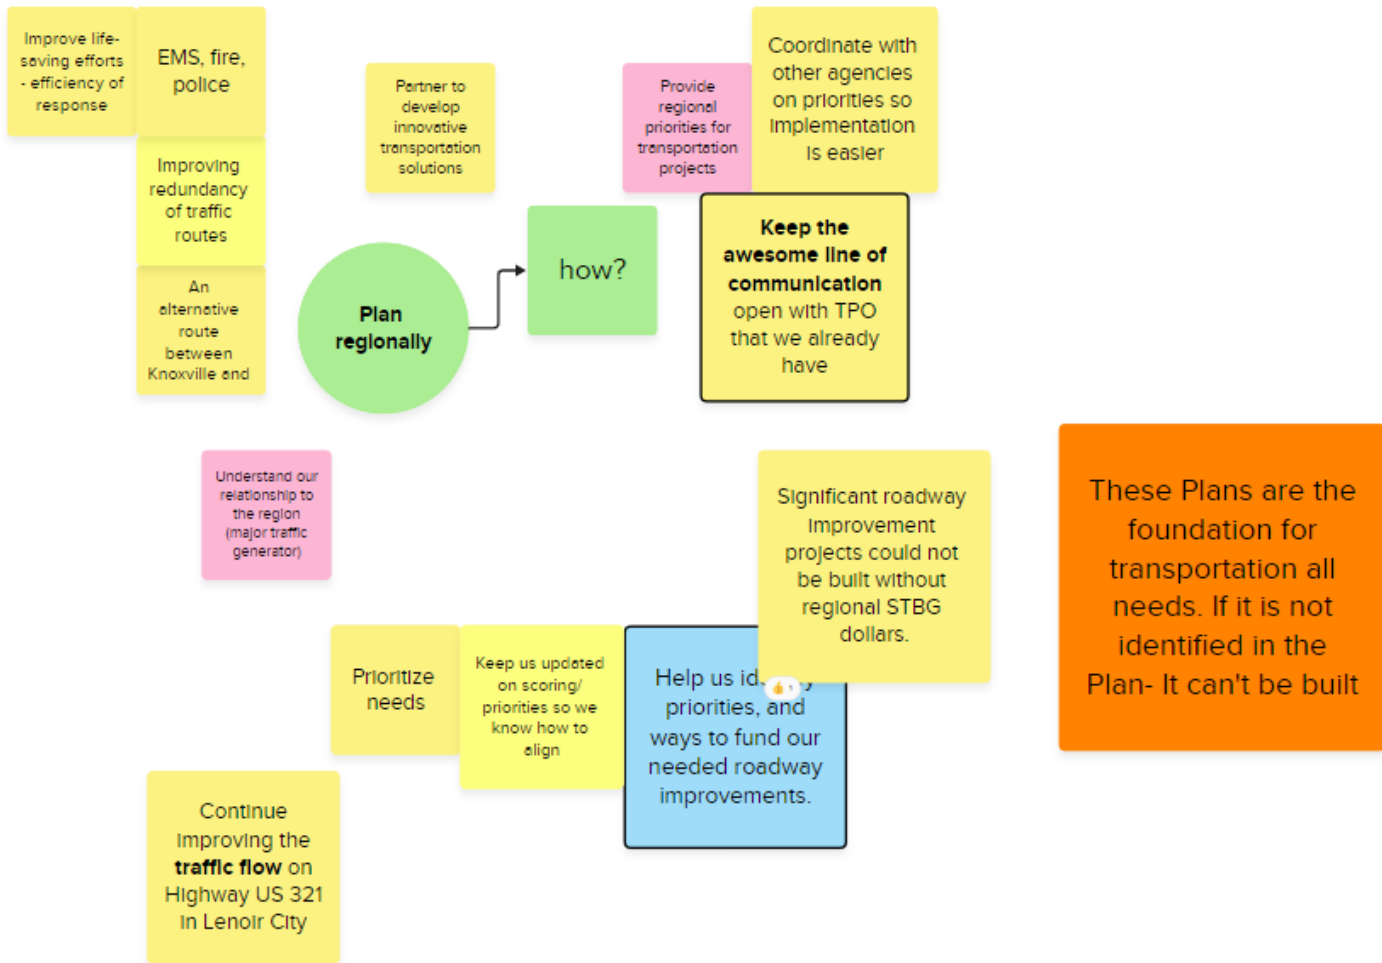 Improve life-
saving efforts
- efficiency of
response
EMS, fire,
police
Improving
redundancy
of traffic
routes
An
alternative
route
between
Knoxville and
Partner to
develop
innovative
transportation
solutions
Provide
regional
priorities for
transportation
projects
Coordinate with
other agencies
on priorities so
implementation
is easier
Plan
regionally
how?
Keep the
awesome line of
communication
open with TPO
that we already
have
Understand our
relationship to
the region
(major traffic
generator)
Significant roadway
improvement
projects could not
be built without
regional STBG
dollars.
These Plans are the
foundation for
transportation all
needs. If it is not
identified in the
Plan- It can't be built
Prioritize
needs
Keep us updated
on scoring/
priorities so we
know how to
align
Help us
priorities, and
ways to fund our
needed roadway
improvements.
👍 1
Continue
improving the
traffic flow on
Highway US 321
in Lenoir City